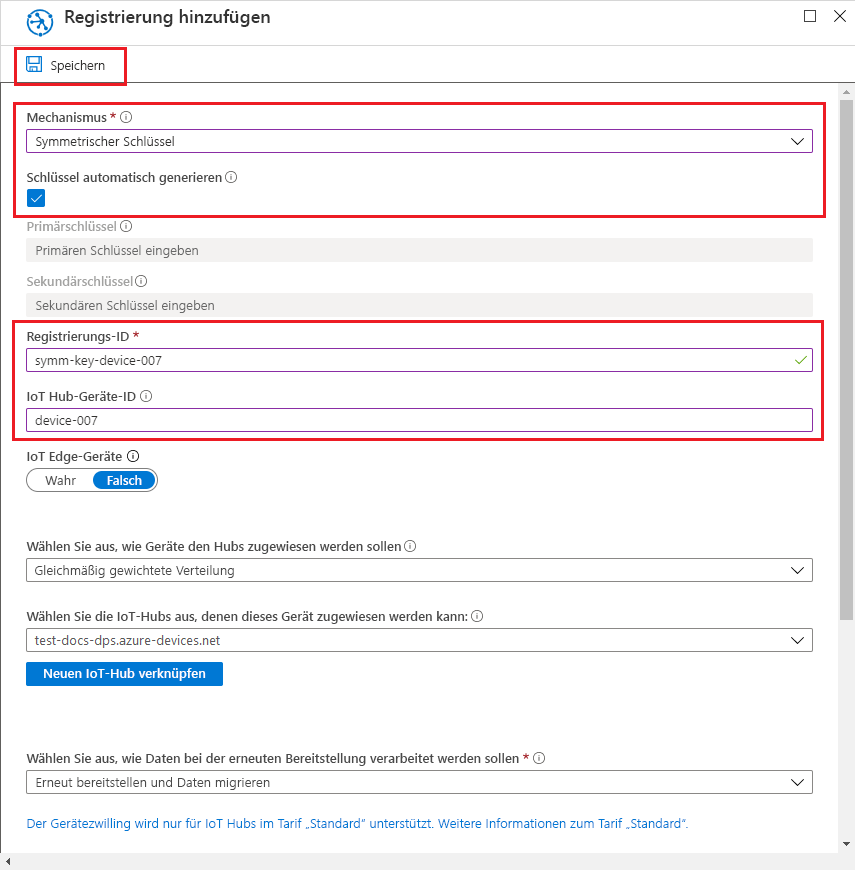 Registrierung hinzufügen
Speichern
Mechanismus *
Symmetrischer Schlüssel
Schlüssel automatisch generieren
Primärschlüssel
Primären Schlüssel eingeben
Sekundärschlüssel
Sekundären Schlüssel eingeben
Registrierungs-ID *
symm-key-device-007
IoT Hub-Geräte-ID
device-007
IoT Edge-Geräte
Wahr Falsch
Wählen Sie aus, wie Geräte den Hubs zugewiesen werden sollen
Gleichmäßig gewichtete Verteilung
Wählen Sie die IoT-Hubs aus, denen dieses Gerät zugewiesen werden kann:
test-docs-dps.azure-devices.net
Neuen IoT-Hub verknüpfen
Wählen Sie aus, wie Daten bei der erneuten Bereitstellung verarbeitet werden sollen *
Erneut bereitstellen und Daten migrieren
Der Gerätezwilling wird nur für IoT Hubs im Tarif „Standard“ unterstützt. Weitere Informationen zum Tarif „Standard“.